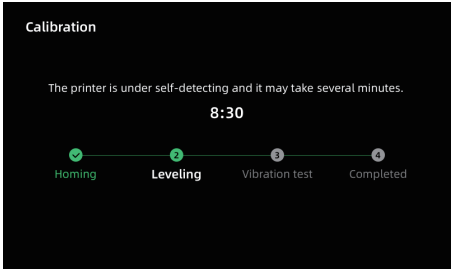 Calibration
The printer is under self-detecting and it may take several minutes.
8:30
2 3 4
Homing Leveling Vibration test Completed